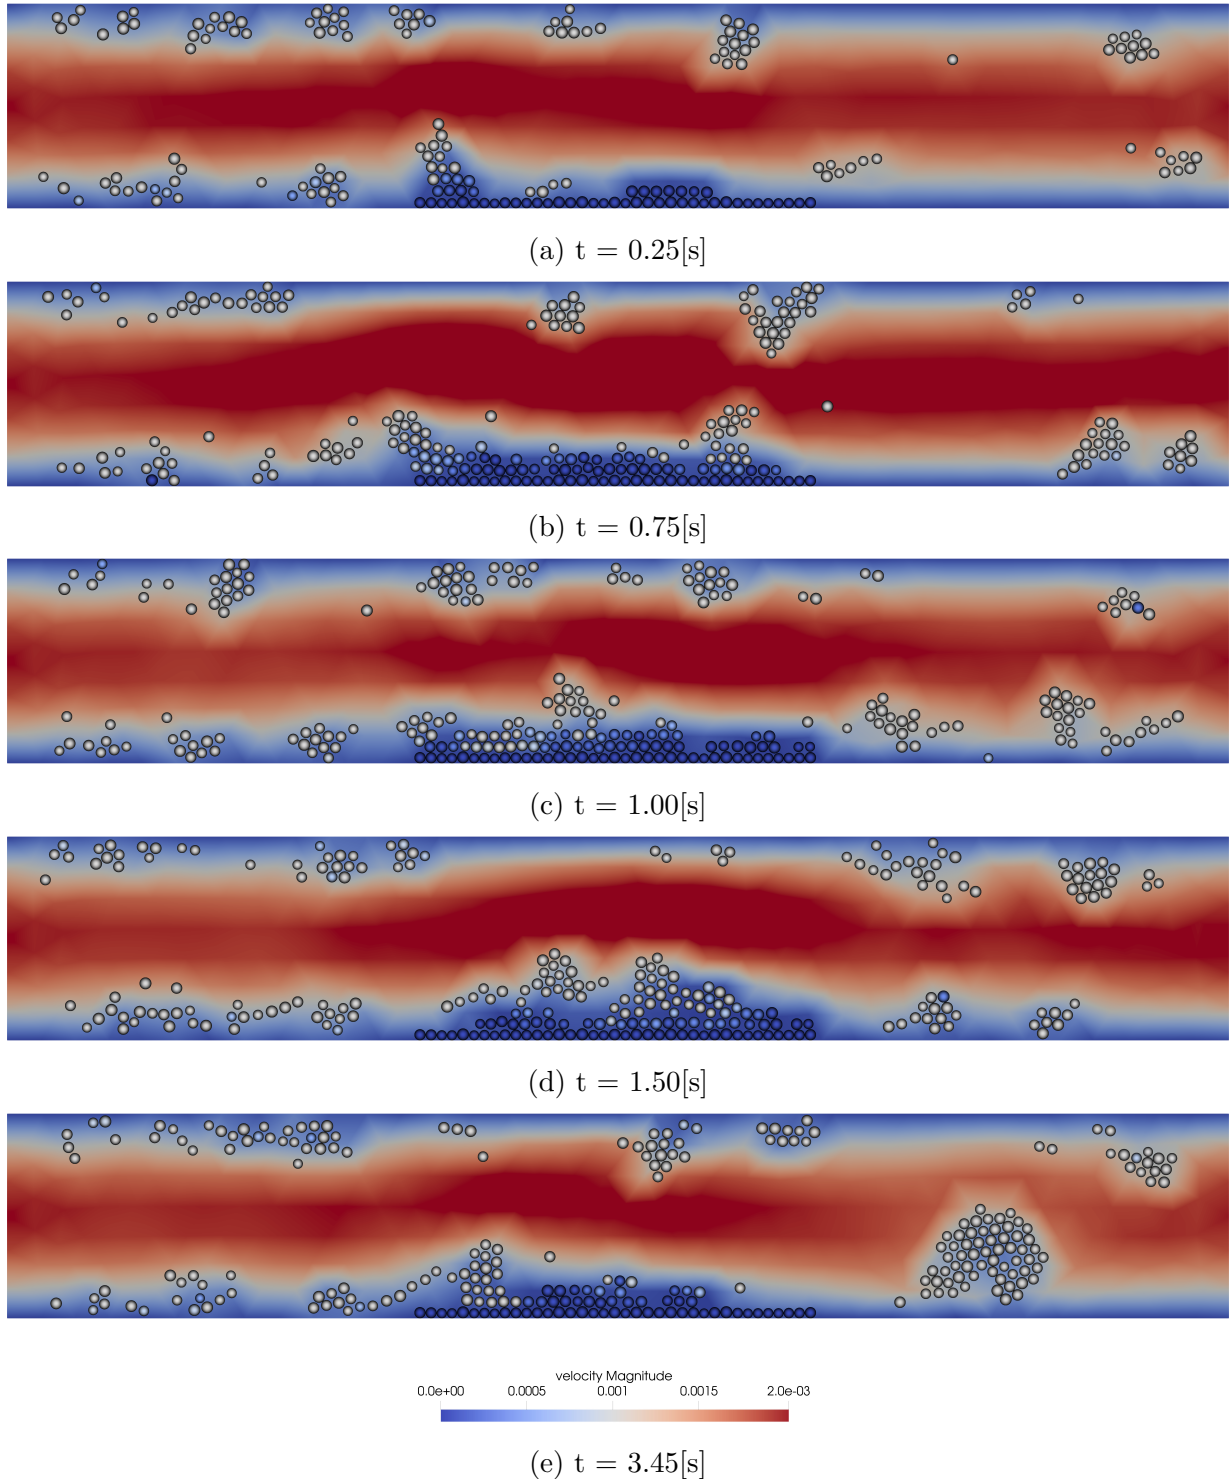 (a) t = 0.25[s]
(b) t = 0.75[s]
(c) t = 1.00[s]
(d) t = 1.50[s]
velocity Magnitude
0.0e+00 0.0005 0.001 0.0015 2.0e-03
(e) t = 3.45[s]